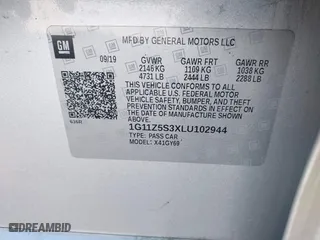 GM
MFD BY GENERAL MOTORS LLC
09/19 GVWR GAWR FRT GAWR RR
2146 KG 1109 KG 1038 KG
4731 LB 2444 LB 2288 LB
THIS VEHICLE CONFORMS TO ALL APPLICABLE
U.S. FEDERAL MOTOR
VEHICLE SAFETY, BUMPER, AND THEFT
PREVENTION STANDARDS IN EFFECT ON
THE DATE OF MANUFACTURE SHOWN ABOVE.
1G11Z5S3XLU102944
TYPE: PASS CAR
MODEL: X41GY69
DREAMBID